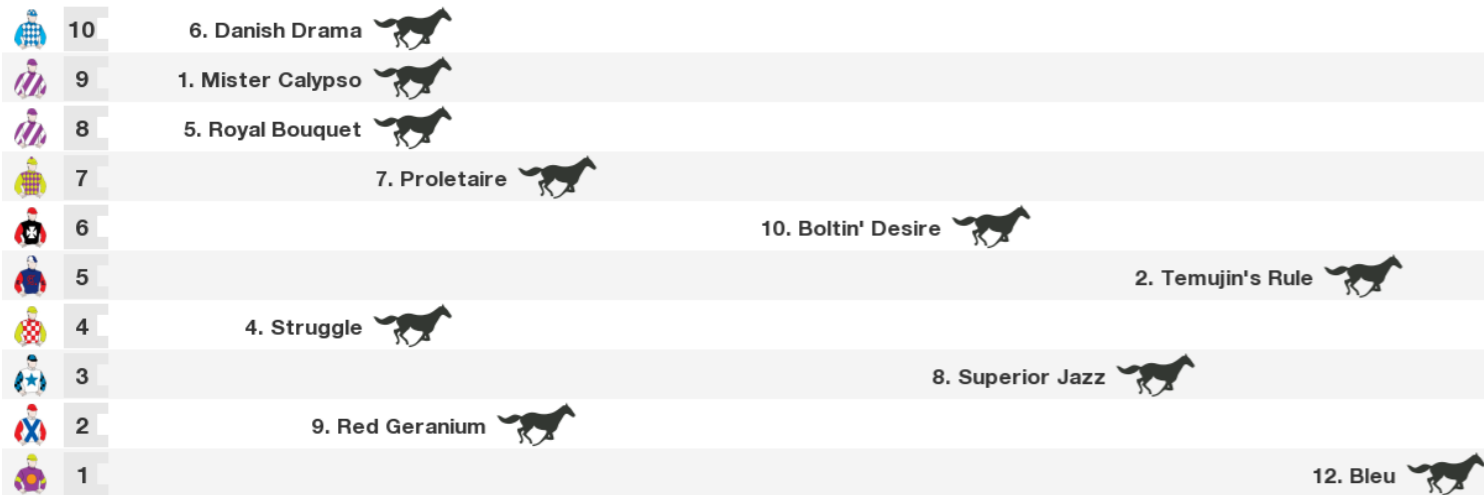 10 6. Danish Drama
9 1. Mister Calypso
8 5. Royal Bouquet
7 7. Proletaire
6 10. Boltin' Desire
5 2. Temujin's Rule
4 4. Struggle
3 8. Superior Jazz
2 9. Red Geranium
1 12. Bleu